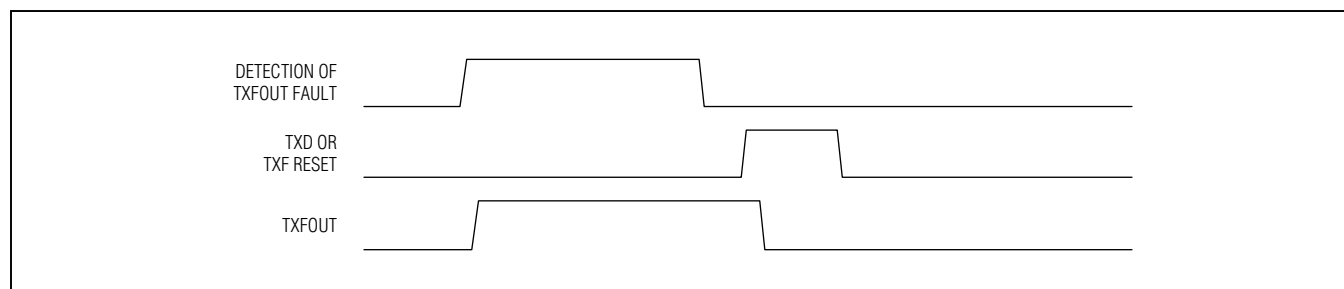 DETECTION OF
TXFOUT FAULT
TXD OR
TXF RESET
TXFOUT